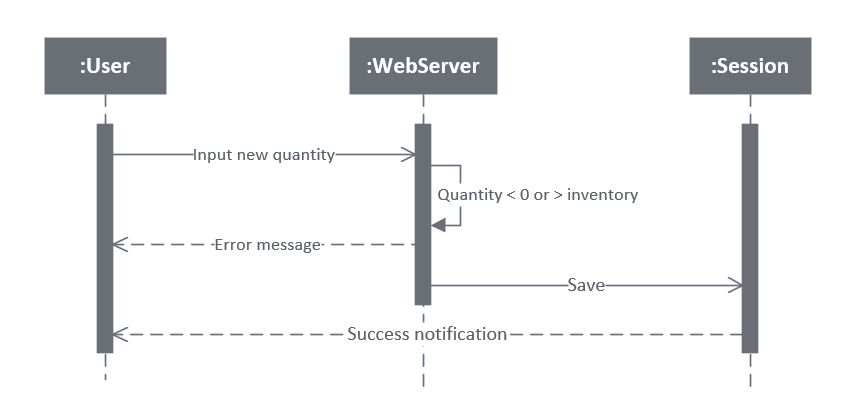 :User
:WebServer
:Session
Input new quantity
Quantity < 0 or > inventory
Error message
Save
Success notification